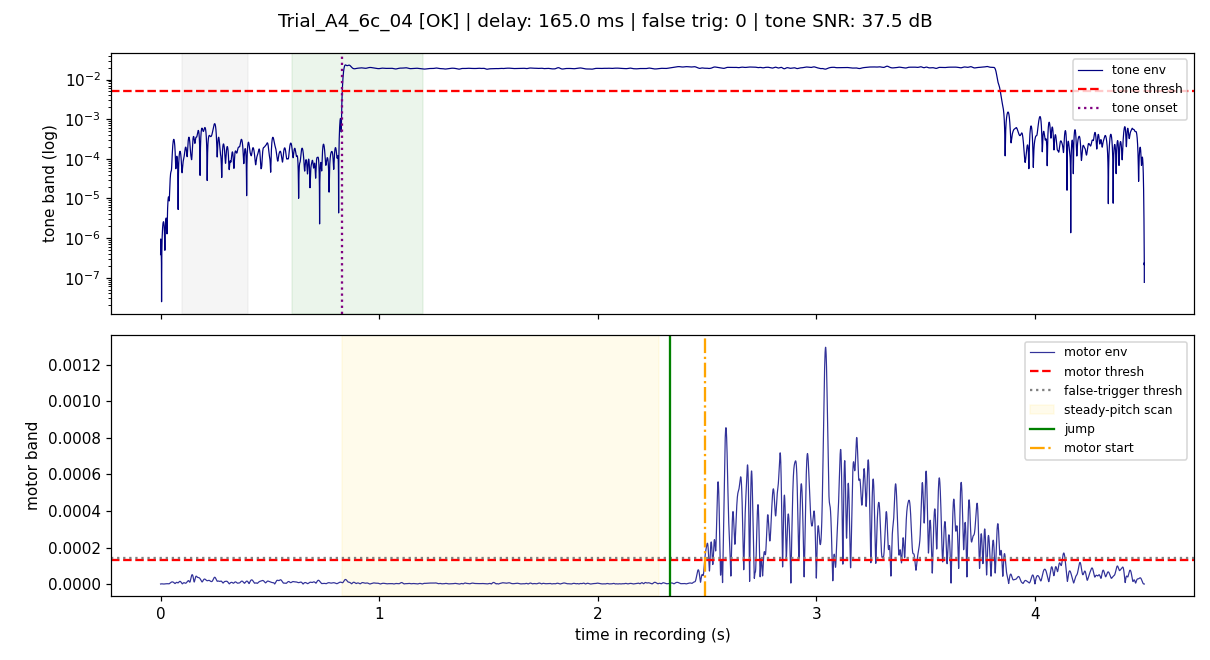 Trial_A4_6c_04 [OK] | delay: 165.0 ms | false trig: 0 | tone SNR: 37.5 dB
tone band (log)
10⁻²
10⁻³
10⁻⁴
10⁻⁵
10⁻⁶
10⁻⁷
tone env
tone thresh
tone onset
motor band
0.0012
0.0010
0.0008
0.0006
0.0004
0.0002
0.0000
motor env
motor thresh
false-trigger thresh
steady-pitch scan
jump
motor start
0 1 2 3 4
time in recording (s)